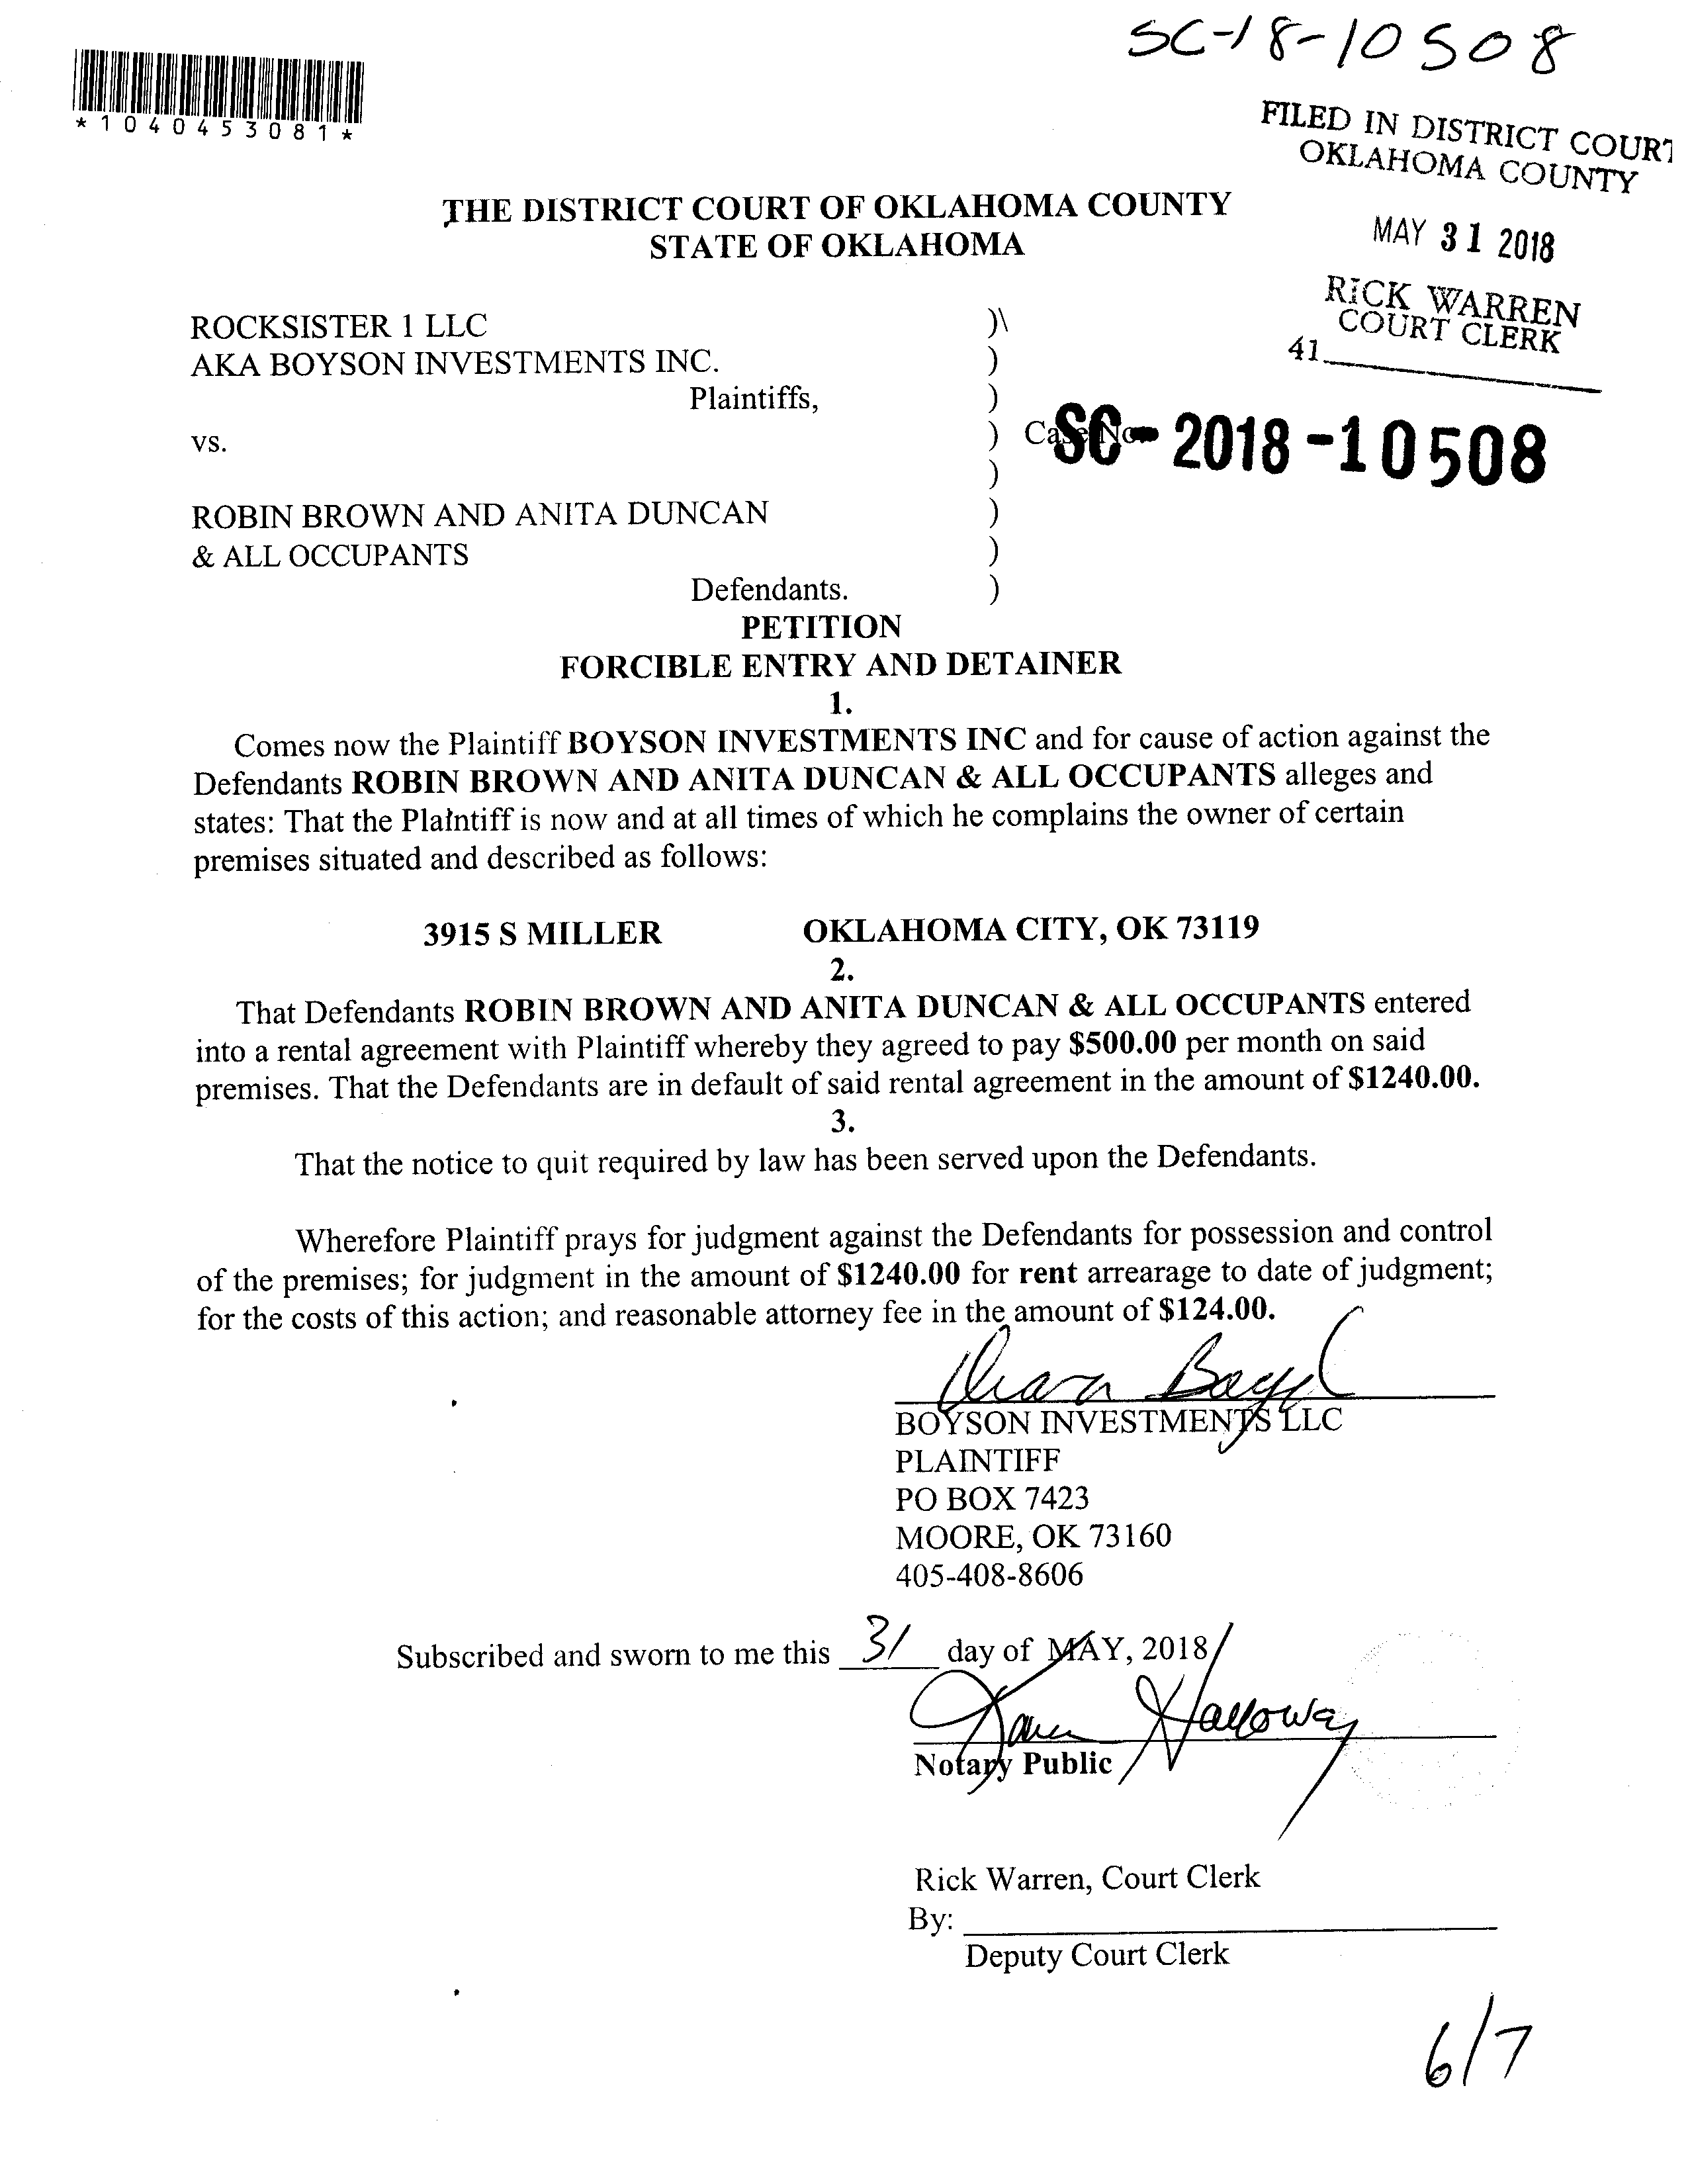 SC-18-10508
*1040453081*
FILED IN DISTRICT COURT
OKLAHOMA COUNTY
MAY 31 2018
RICK WARREN
COURT CLERK
41
THE DISTRICT COURT OF OKLAHOMA COUNTY
STATE OF OKLAHOMA
ROCKSISTER 1 LLC )\
AKA BOYSON INVESTMENTS INC. )
Plaintiffs, )
vs. ) Case No. SC-2018-10508
)
ROBIN BROWN AND ANITA DUNCAN )
& ALL OCCUPANTS )
Defendants. )
PETITION
FORCIBLE ENTRY AND DETAINER
1.
Comes now the Plaintiff BOYSON INVESTMENTS INC and for cause of action against the
Defendants ROBIN BROWN AND ANITA DUNCAN & ALL OCCUPANTS alleges and
states: That the Plaintiff is now and at all times of which he complains the owner of certain
premises situated and described as follows:
3915 S MILLER OKLAHOMA CITY, OK 73119
2.
That Defendants ROBIN BROWN AND ANITA DUNCAN & ALL OCCUPANTS entered
into a rental agreement with Plaintiff whereby they agreed to pay $500.00 per month on said
premises. That the Defendants are in default of said rental agreement in the amount of $1240.00.
3.
That the notice to quit required by law has been served upon the Defendants.
Wherefore Plaintiff prays for judgment against the Defendants for possession and control
of the premises; for judgment in the amount of $1240.00 for rent arrearage to date of judgment;
for the costs of this action; and reasonable attorney fee in the amount of $124.00.
BOYSON INVESTMENTS LLC
PLAINTIFF
PO BOX 7423
MOORE, OK 73160
405-408-8606
Subscribed and sworn to me this 31 day of MAY, 2018
Karen Halloway
Notary Public
Rick Warren, Court Clerk
By:
Deputy Court Clerk
6/7